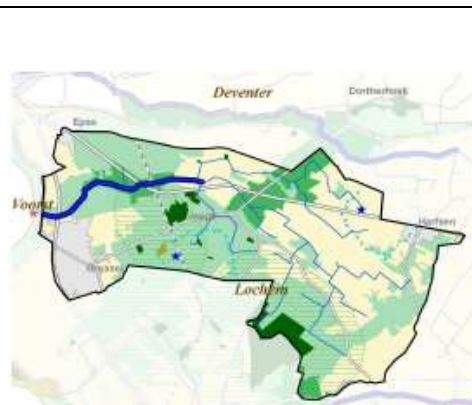 Deventer
Dortherhoek
Epse
Voorst
Harfsen
Lochem